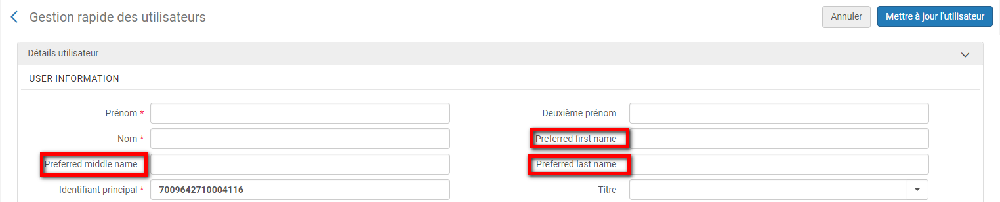 Gestion rapide des utilisateurs
Annuler
Mettre à jour l'utilisateur
Détails utilisateur
USER INFORMATION
Prénom *
Deuxième prénom
Nom *
Preferred first name
Preferred middle name
Preferred last name
Identifiant principal * 7009642710004116
Titre